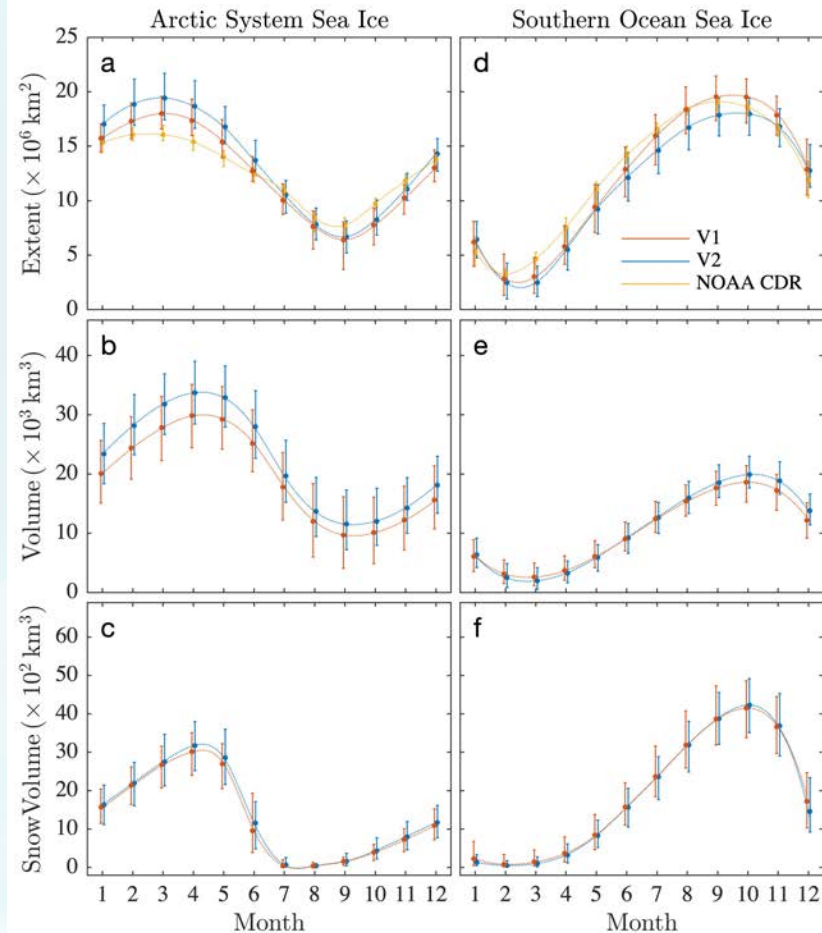 Arctic System Sea Ice
Southern Ocean Sea Ice
Extent (× 10⁶ km²)
25
20
15
10
5
0
a
d
V1
V2
NOAA CDR
Volume (× 10³ km³)
40
30
20
10
0
b
e
SnowVolume (× 10² km³)
60
50
40
30
20
10
0
c
f
1 2 3 4 5 6 7 8 9 10 11 12
1 2 3 4 5 6 7 8 9 10 11 12
Month
Month